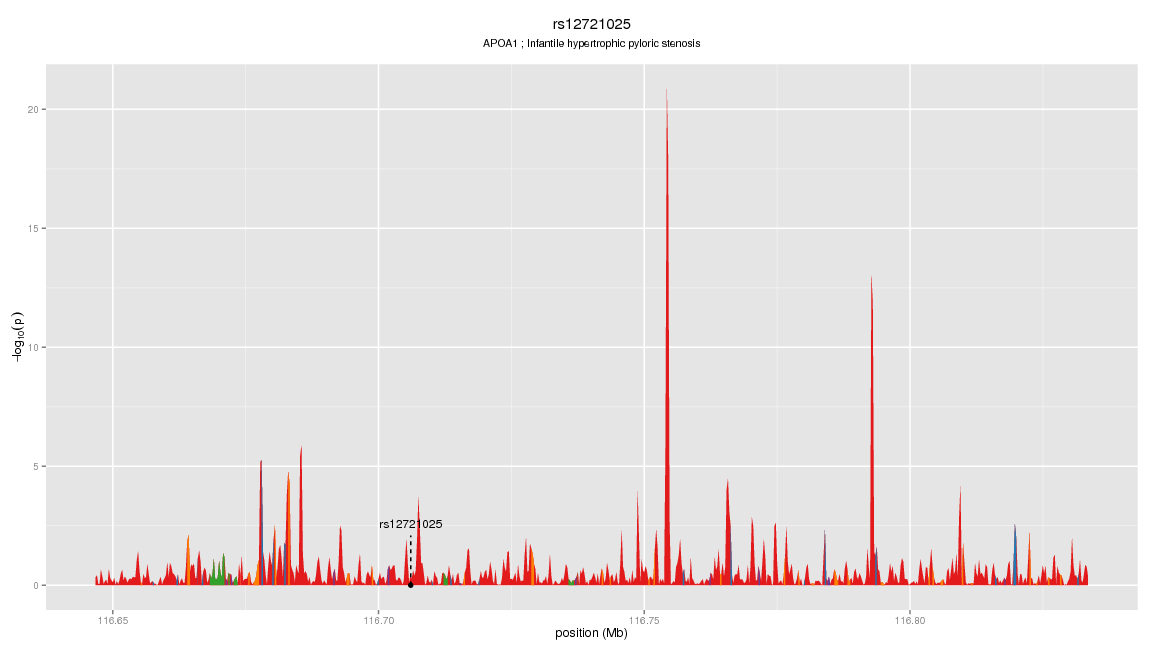 rs12721025
APOA1 ; Infantile hypertrophic pyloric stenosis
20
15
10
5
0
−log10(p)
rs12721025
116.65
116.70
116.75
116.80
position (Mb)